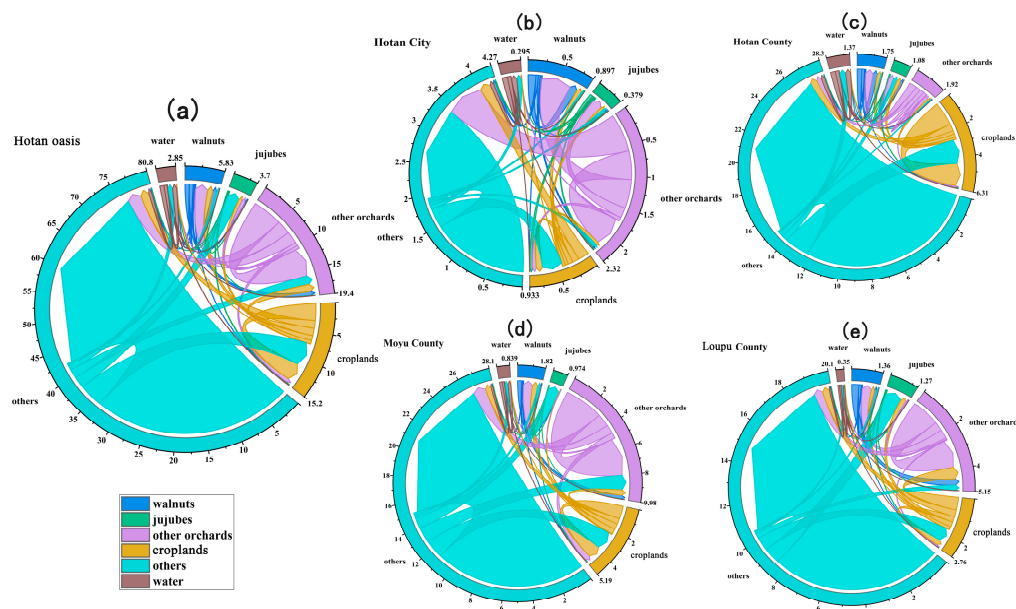 (a)
Hotan oasis
water
walnuts
jujubes
other orchards
croplands
others
80.8
2.85
5.83
3.7
5
10
15
19.4
5
10
15.2
5
10
15
20
25
30
35
40
45
50
55
60
65
70
75
(b)
Hotan City
water
walnuts
jujubes
other orchards
croplands
others
4.27
0.295
0.5
0.897
0.379
0.5
1
1.5
2
2.32
0.5
0.933
0.5
1
1.5
2
2.5
3
3.5
4
(c)
Hotan County
water
walnuts
jujubes
other orchards
croplands
others
28.3
1.37
1.75
1.08
1.92
2
4
6.31
2
4
6
8
10
12
14
16
18
20
22
24
26
(d)
Moyu County
water
walnuts
jujubes
other orchards
croplands
others
28.1
0.839
1.82
0.974
2
4
6
8
9.98
2
4
5.19
2
4
6
8
10
12
14
16
18
20
22
24
26
(e)
Loupu County
water
walnuts
jujubes
other orchard
croplands
others
20.1
0.35
1.36
1.27
2
4
5.15
2
2.76
2
4
6
8
10
12
14
16
18
walnuts
jujubes
other orchards
croplands
others
water